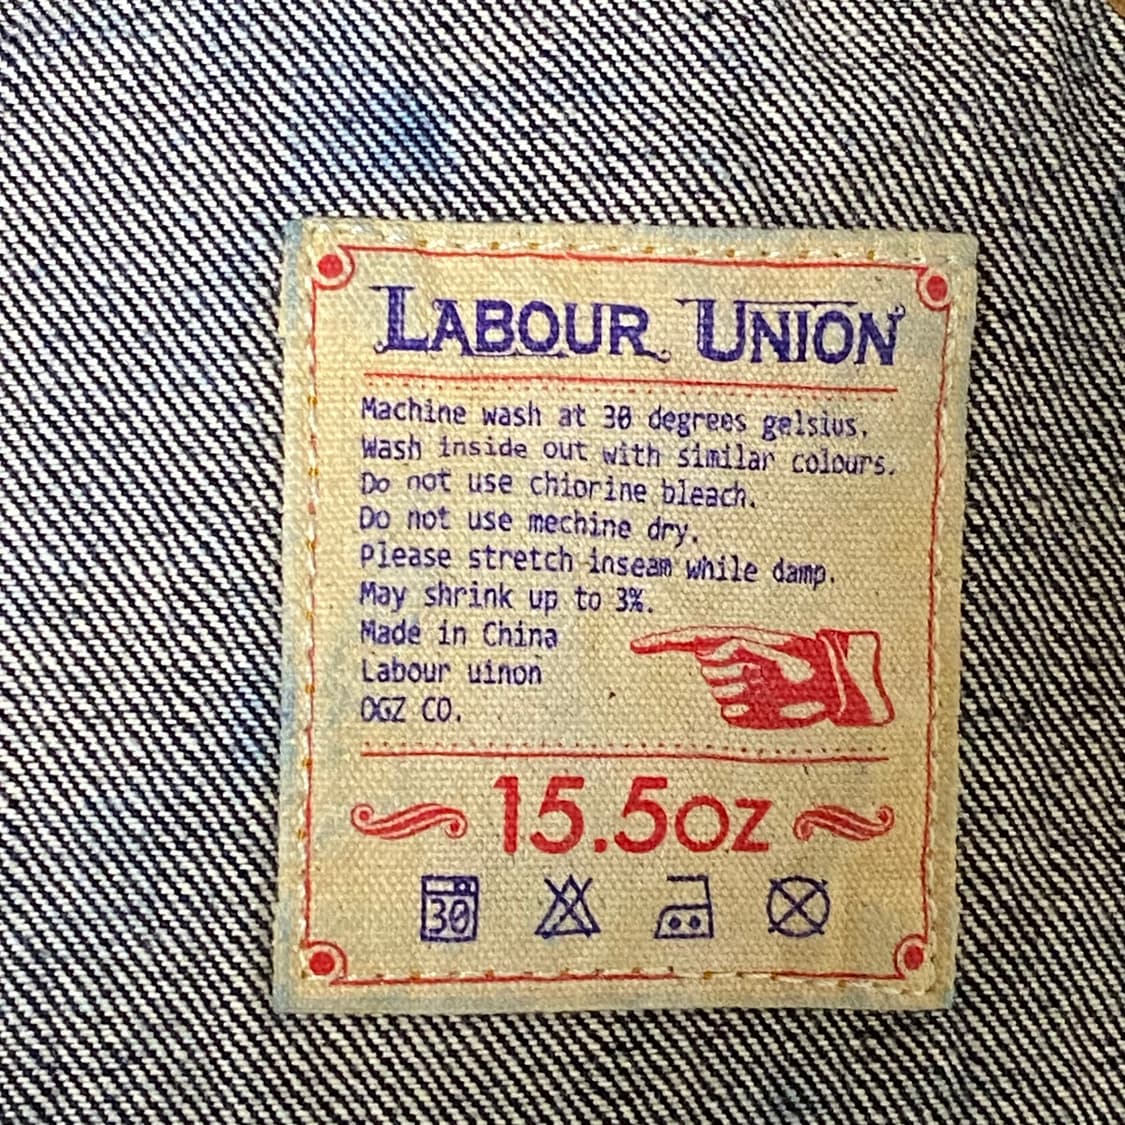 LABOUR UNION
Machine wash at 30 degrees gelsius.
Wash inside out with similar colours.
Do not use chiorine bleach.
Do not use mechine dry.
Please stretch inseam while damp.
May shrink up to 3%.
Made in China
Labour uinon
DGZ CO.
15.5oz
30